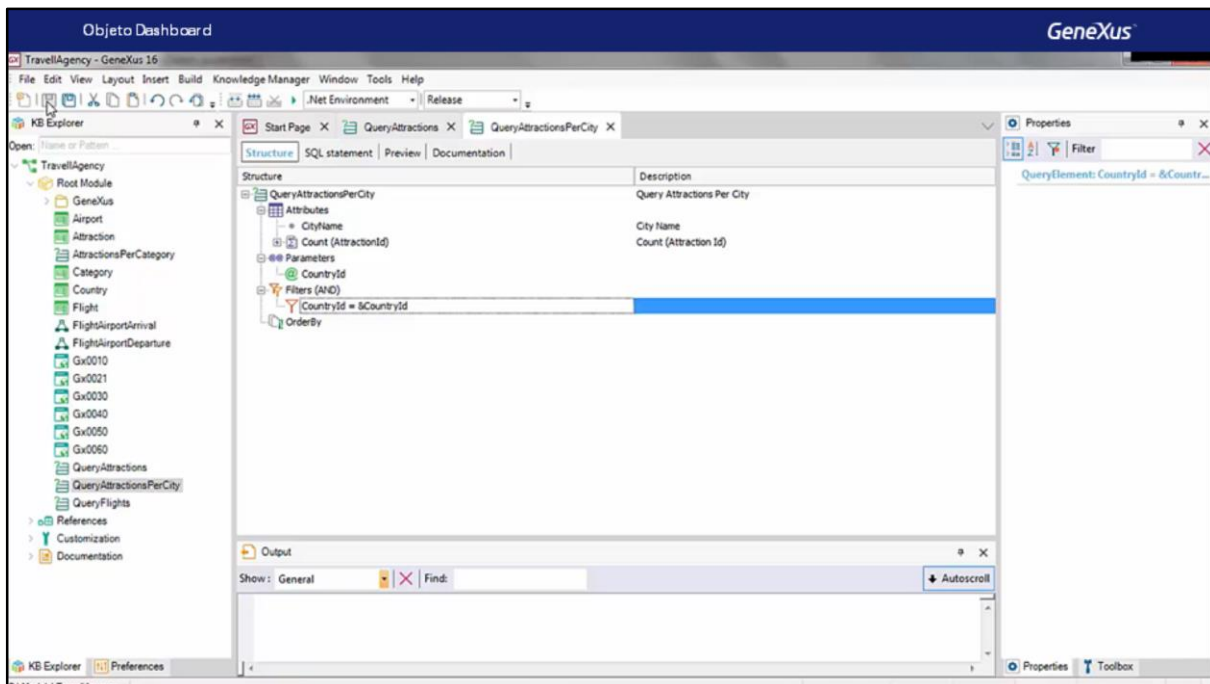 Objeto Dashboard
GeneXus
TravellAgency - GeneXus 16
File Edit View Layout Insert Build Knowledge Manager Window Tools Help
.Net Environment Release
KB Explorer
Open: Name or Pattern ...
TravellAgency
Root Module
GeneXus
Airport
Attraction
AttractionsPerCategory
Category
Country
Flight
FlightAirportArrival
FlightAirportDeparture
Gx0010
Gx0021
Gx0030
Gx0040
Gx0050
Gx0060
QueryAttractions
QueryAttractionsPerCity
QueryFlights
References
Customization
Documentation
KB Explorer Preferences
Start Page QueryAttractions QueryAttractionsPerCity
Structure SQL statement Preview Documentation
Structure Description
QueryAttractionsPerCity Query Attractions Per City
Attributes
CityName City Name
Count (AttractionId) Count (Attraction Id)
Parameters
CountryId
Filters (AND)
CountryId = &CountryId
OrderBy
Output
Show: General Find: Autoscroll
Properties
Filter
QueryElement: CountryId = &Countr...
Properties Toolbox